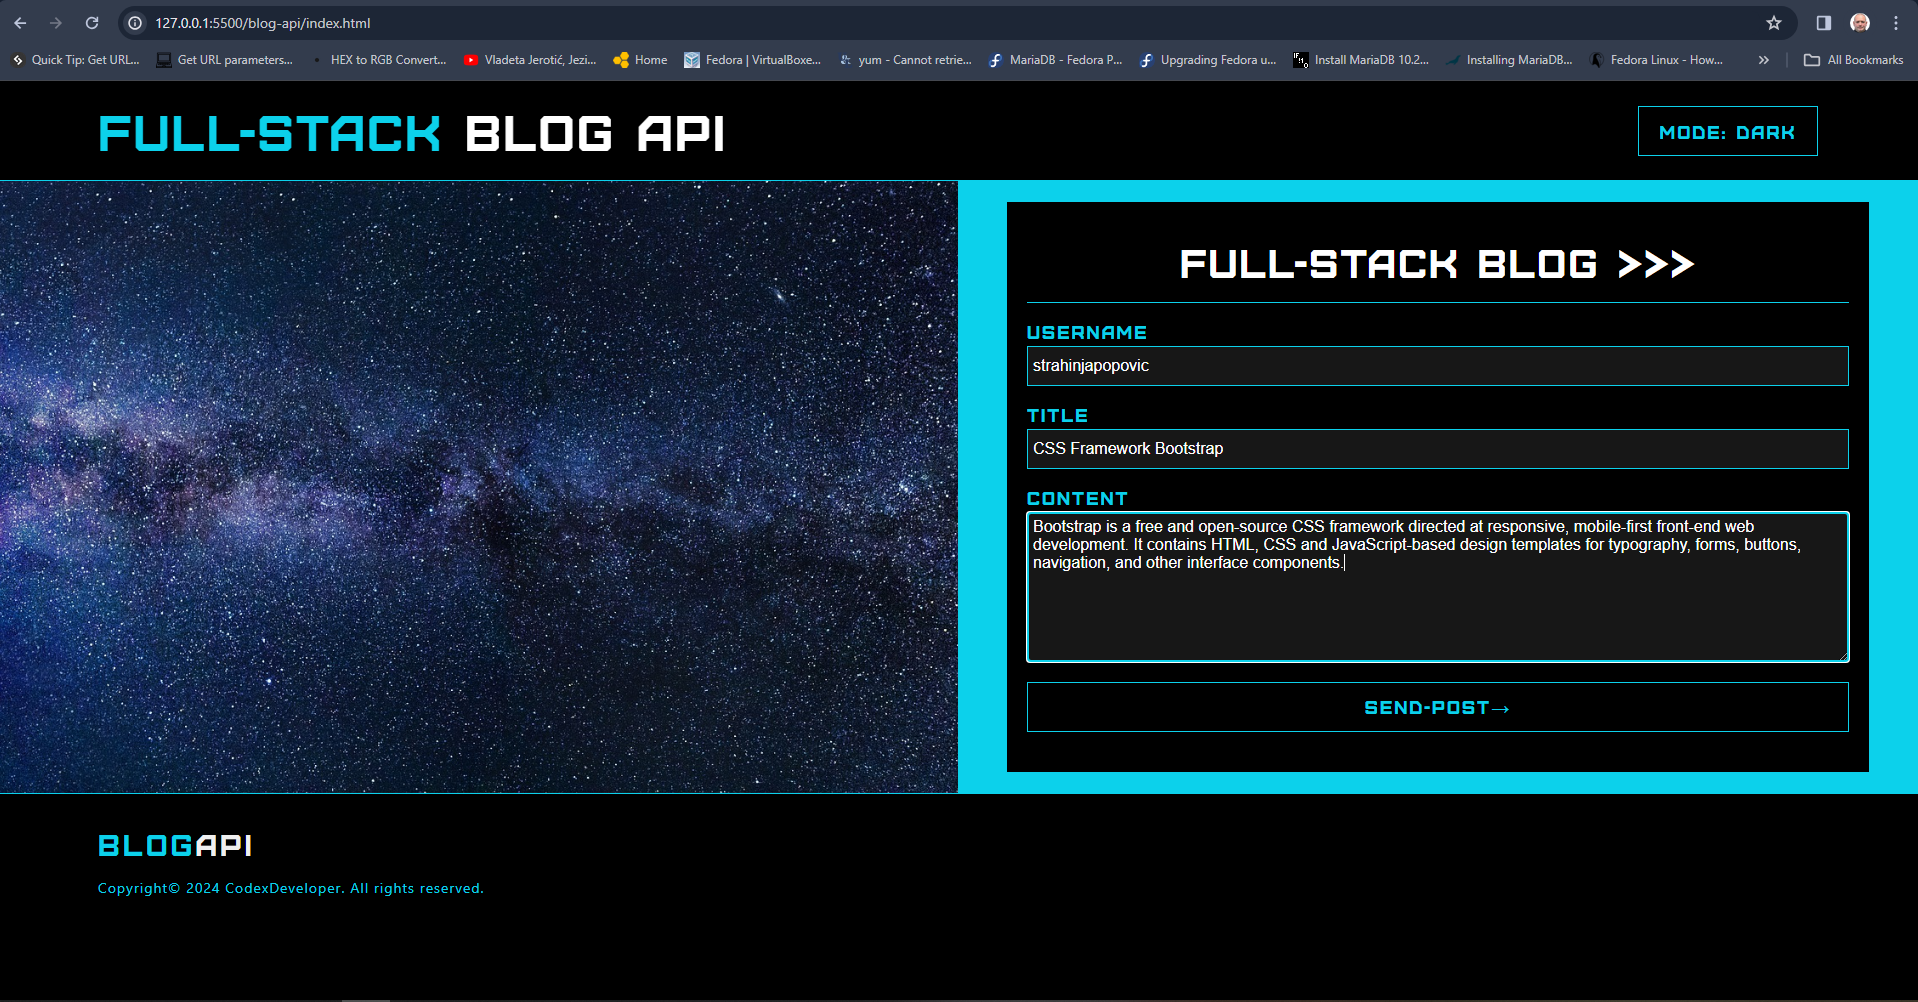 127.0.0.1:5500/blog-api/index.html
Quick Tip: Get URL...
Get URL parameters...
HEX to RGB Convert...
Vladeta Jerotić, Jezi...
Home
Fedora | VirtualBoxe...
yum - Cannot retrie...
MariaDB - Fedora P...
Upgrading Fedora u...
Install MariaDB 10.2...
Installing MariaDB...
Fedora Linux - How...
All Bookmarks
FULL-STACK BLOG API
MODE: DARK
FULL-STACK BLOG >>>
USERNAME
strahinjapopovic
TITLE
CSS Framework Bootstrap
CONTENT
Bootstrap is a free and open-source CSS framework directed at responsive, mobile-first front-end web
development. It contains HTML, CSS and JavaScript-based design templates for typography, forms, buttons,
navigation, and other interface components.
SEND-POST→
BLOGAPI
Copyright© 2024 CodexDeveloper. All rights reserved.